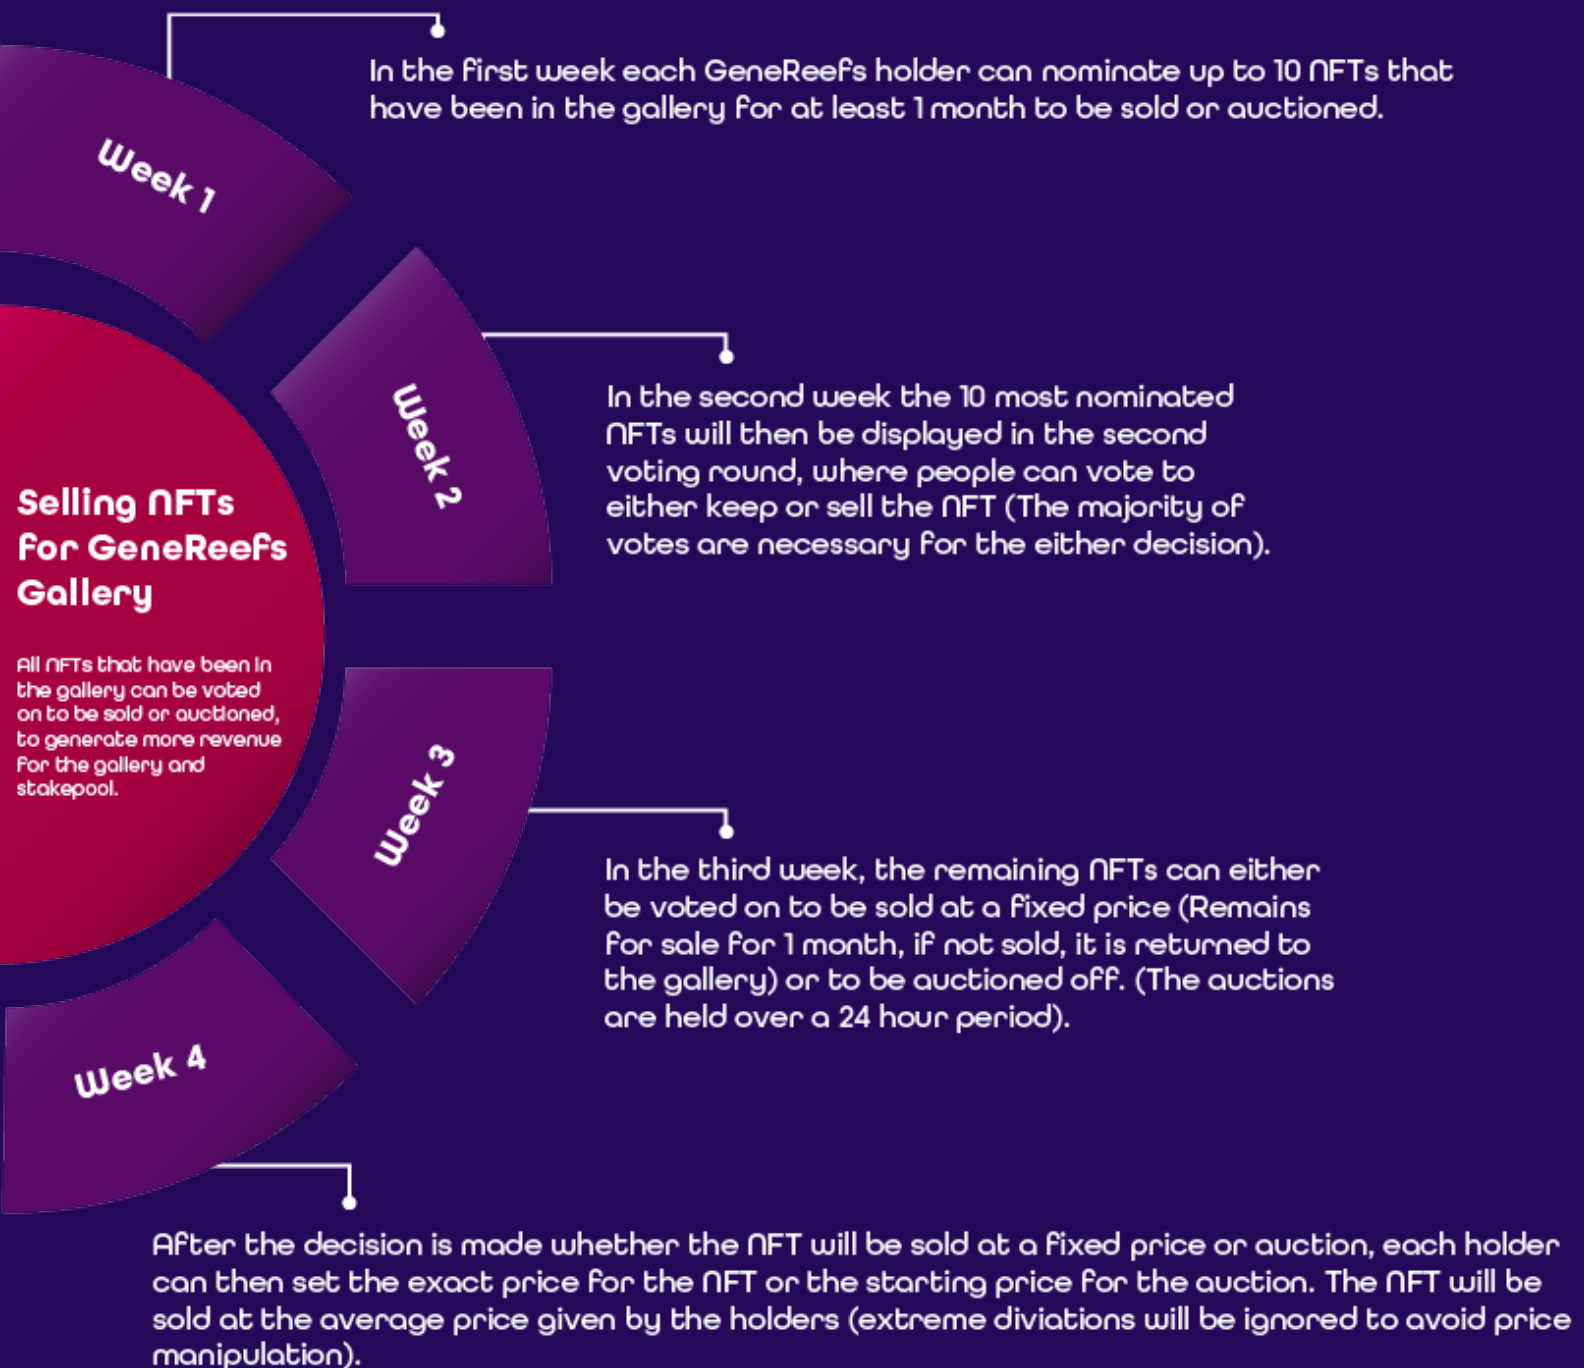 In the first week each GeneReefs holder can nominate up to 10 NFTs that
have been in the gallery for at least 1 month to be sold or auctioned.
Week 1
In the second week the 10 most nominated
NFTs will then be displayed in the second
voting round, where people can vote to
either keep or sell the NFT (The majority of
votes are necessary for the either decision).
Week 2
Selling NFTs
for GeneReefs
Gallery
All NFTs that have been in
the gallery can be voted
on to be sold or auctioned,
to generate more revenue
for the gallery and
stakepool.
Week 3
In the third week, the remaining NFTs can either
be voted on to be sold at a fixed price (Remains
for sale for 1 month, if not sold, it is returned to
the gallery) or to be auctioned off. (The auctions
are held over a 24 hour period).
Week 4
After the decision is made whether the NFT will be sold at a fixed price or auction, each holder
can then set the exact price for the NFT or the starting price for the auction. The NFT will be
sold at the average price given by the holders (extreme diviations will be ignored to avoid price
manipulation).